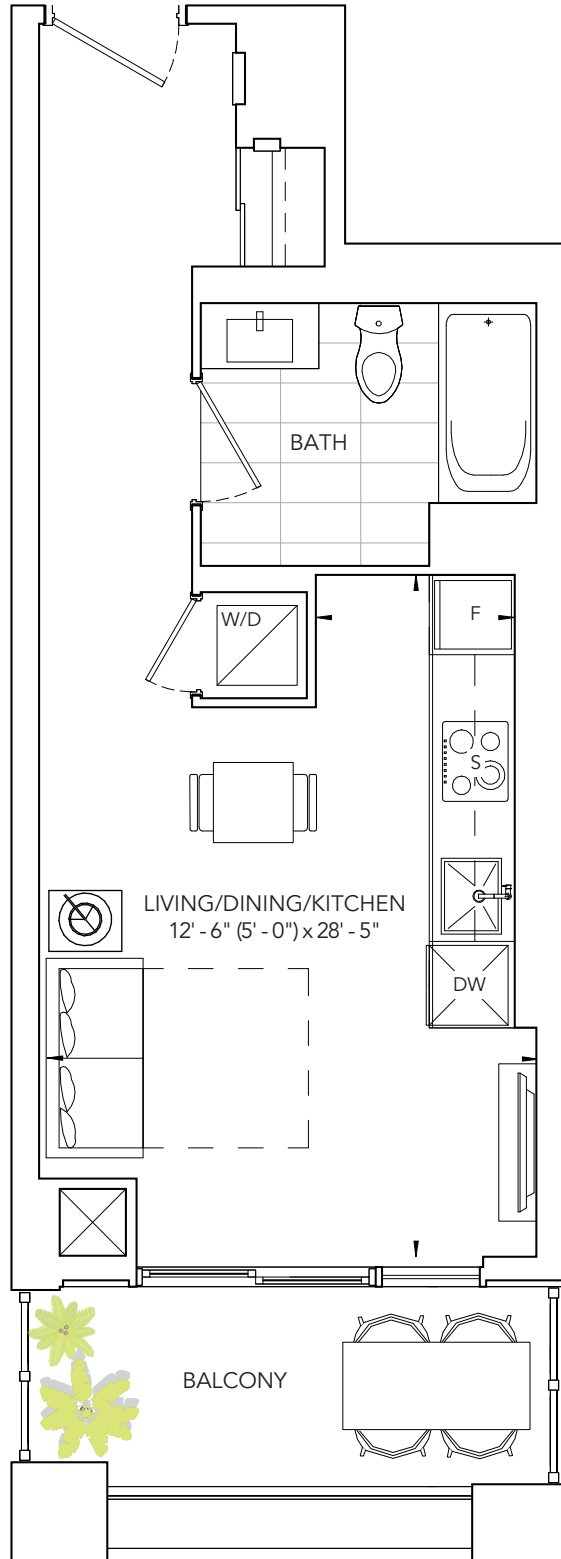 BATH
W/D
F
S
LIVING/DINING/KITCHEN
12' - 6" (5' - 0") x 28' - 5"
DW
BALCONY